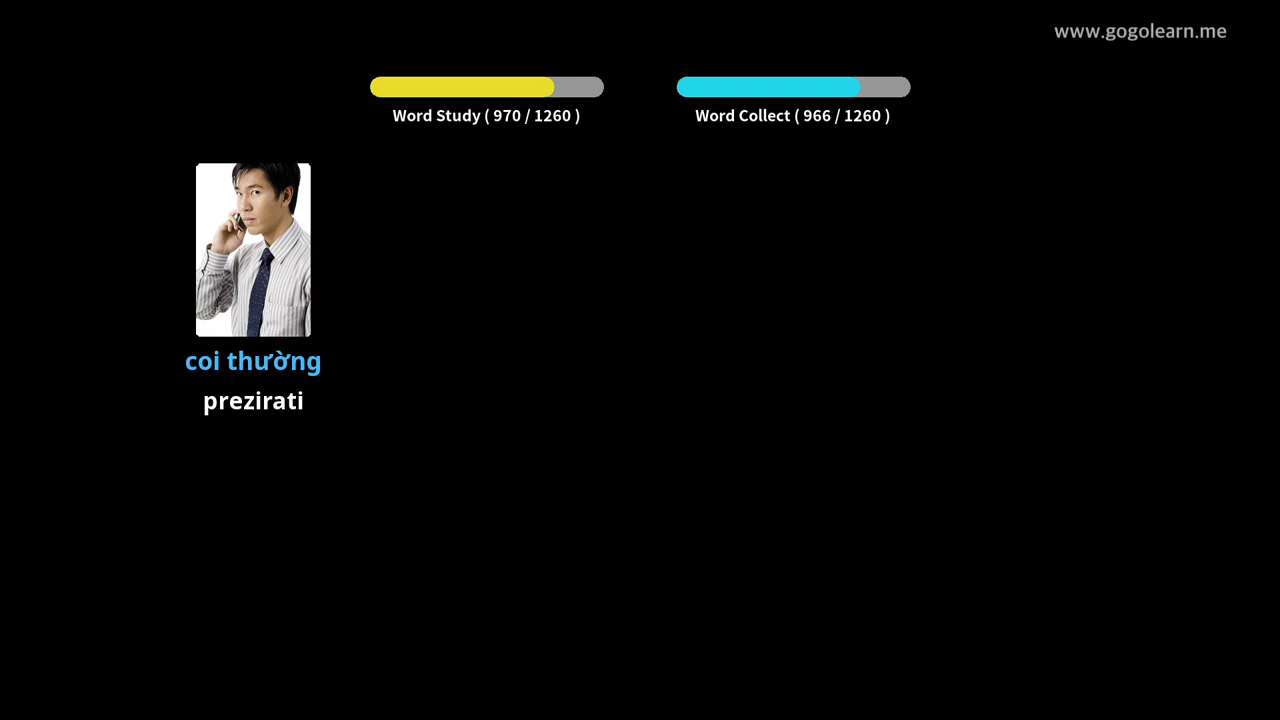 www.gogolearn.me
Word Study ( 970 / 1260 )
Word Collect ( 966 / 1260 )
coi thường
prezirati